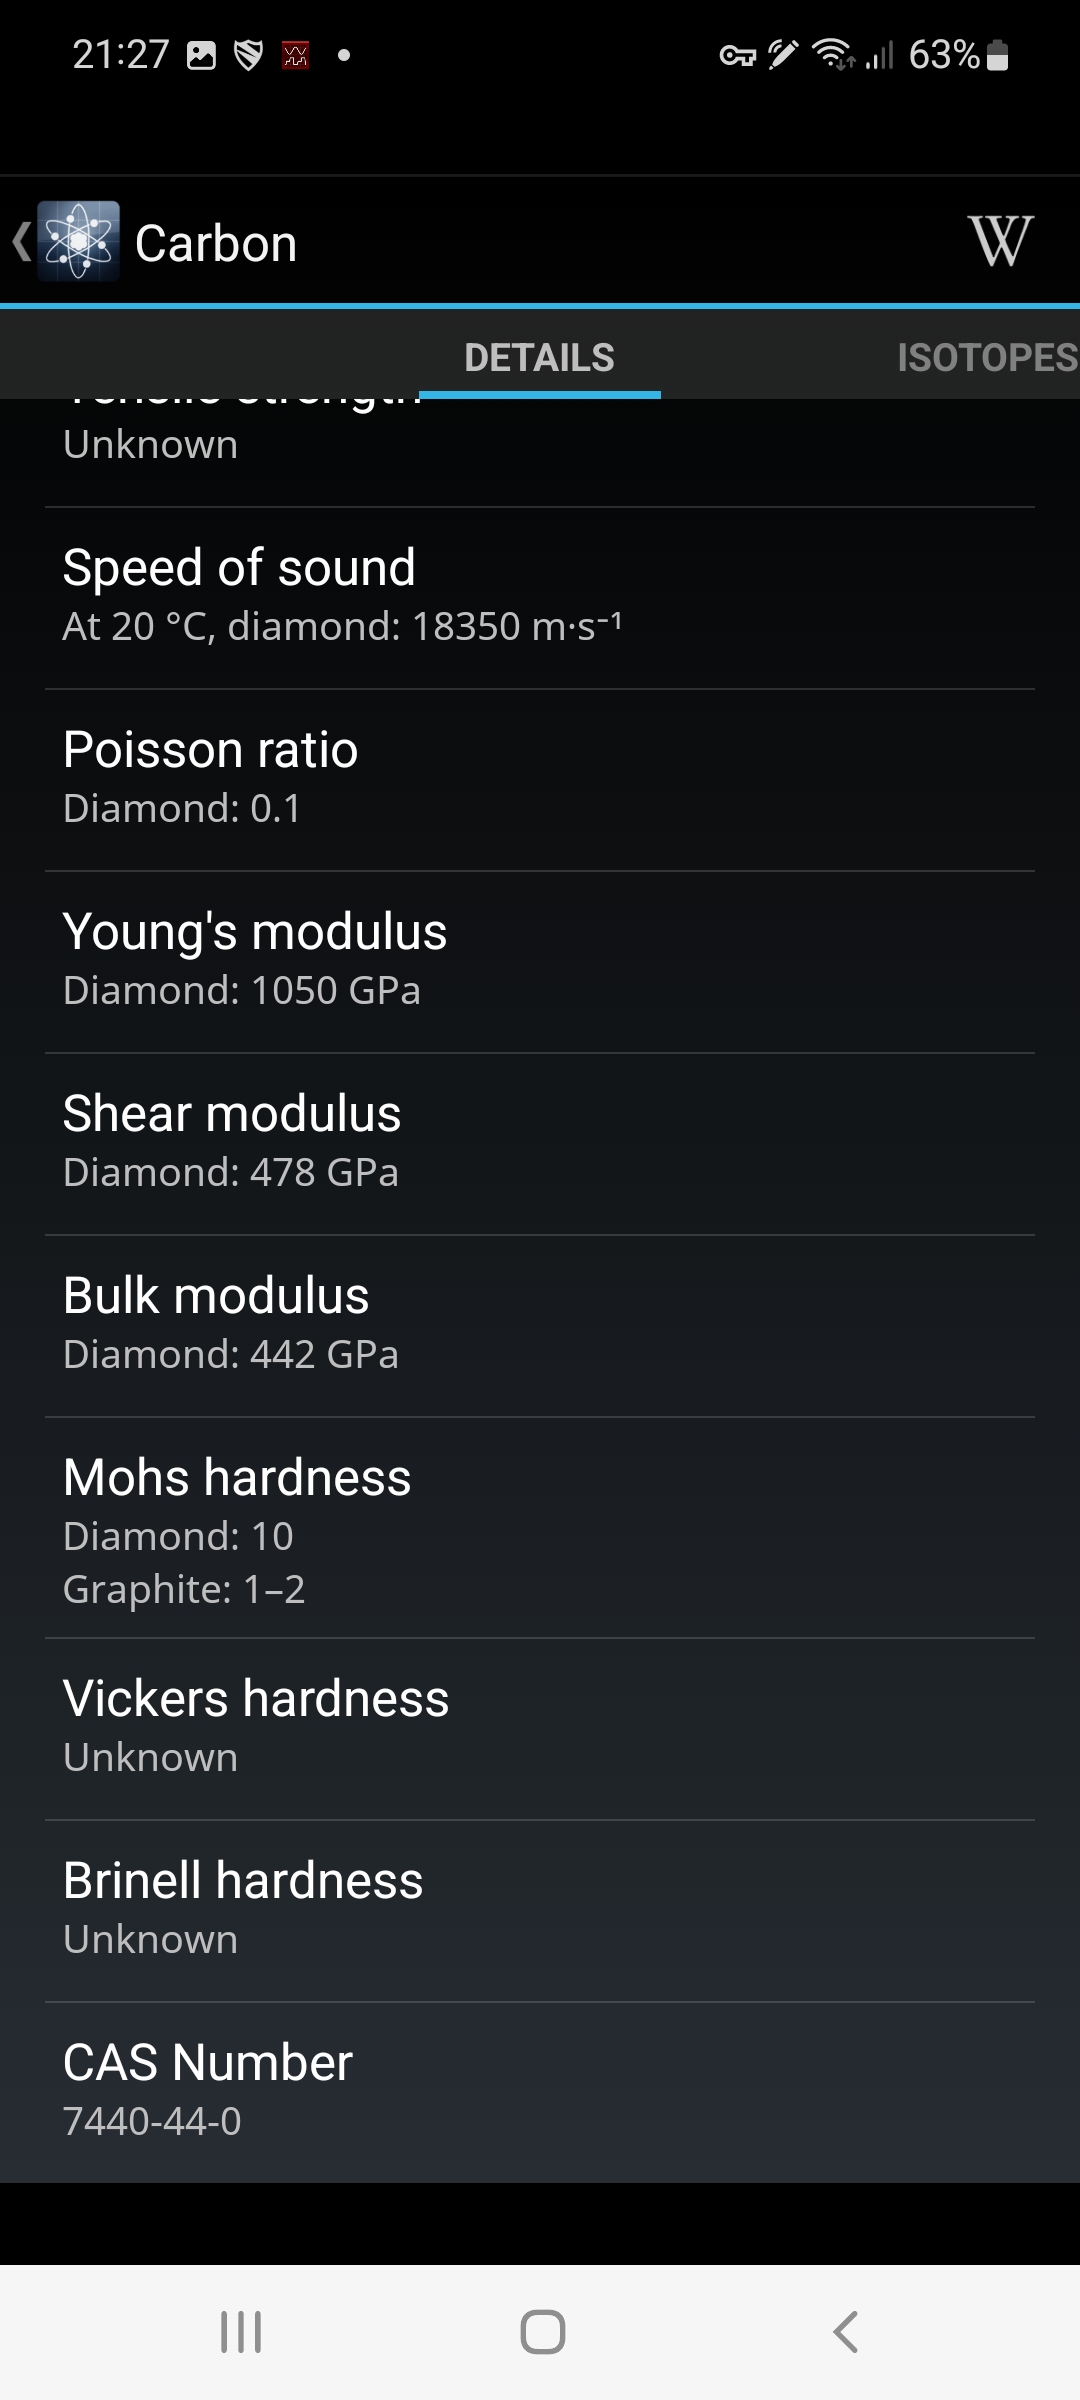 21:27 63%
Carbon W
DETAILS ISOTOPES
Tensile strength
Unknown
Speed of sound
At 20 °C, diamond: 18350 m·s⁻¹
Poisson ratio
Diamond: 0.1
Young's modulus
Diamond: 1050 GPa
Shear modulus
Diamond: 478 GPa
Bulk modulus
Diamond: 442 GPa
Mohs hardness
Diamond: 10
Graphite: 1–2
Vickers hardness
Unknown
Brinell hardness
Unknown
CAS Number
7440-44-0